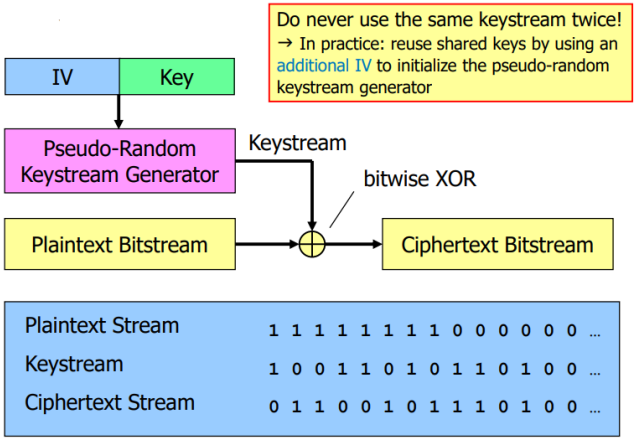 Do never use the same keystream twice!
→ In practice: reuse shared keys by using an
additional IV to initialize the pseudo-random
keystream generator
IV Key
Pseudo-Random
Keystream Generator
Keystream
bitwise XOR
Plaintext Bitstream
Ciphertext Bitstream
Plaintext Stream 1 1 1 1 1 1 1 1 0 0 0 0 0 0 ...
Keystream 1 0 0 1 1 0 1 0 1 1 0 1 0 0 ...
Ciphertext Stream 0 1 1 0 0 1 0 1 1 1 0 1 0 0 ...